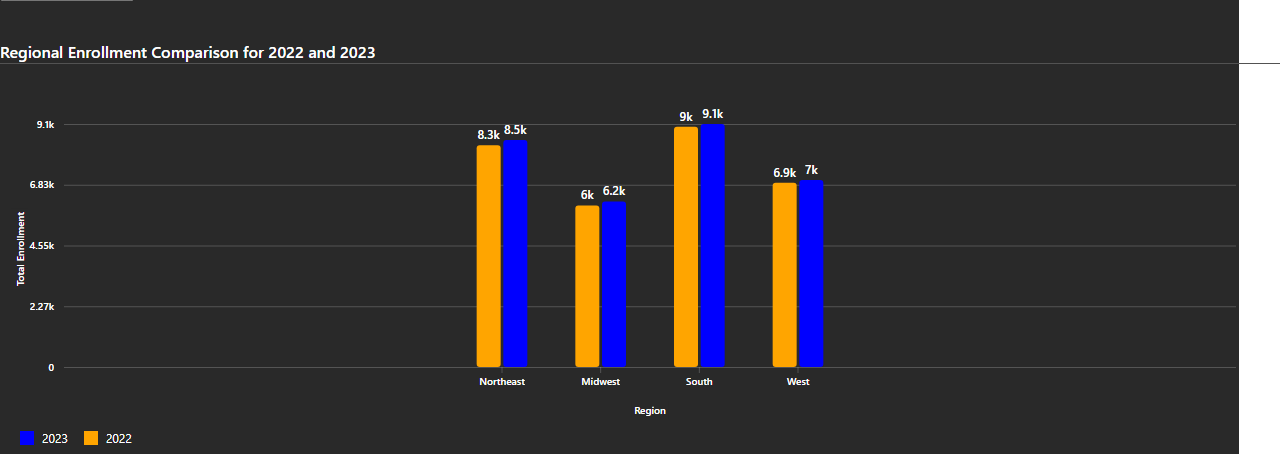 Regional Enrollment Comparison for 2022 and 2023
9.1k
6.83k
4.55k
2.27k
0
Total Enrollment
8.3k 8.5k
6k 6.2k
9k 9.1k
6.9k 7k
Northeast Midwest South West
Region
2023 2022